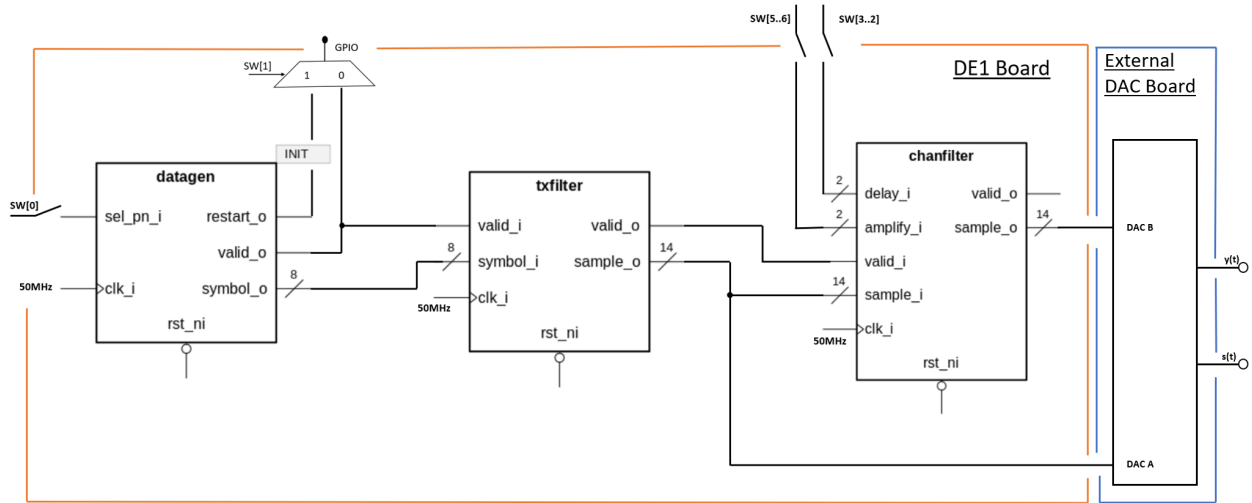 SW[5..6]
SW[3..2]
GPIO
SW[1]
1
0
DE1 Board
External
DAC Board
INIT
datagen
SW[0]
sel_pn_i
restart_o
valid_o
8
50MHz
clk_i
symbol_o
rst_ni
txfilter
valid_i
valid_o
8
14
symbol_i
sample_o
50MHz
clk_i
rst_ni
chanfilter
2
delay_i
valid_o
2
14
amplify_i
sample_o
valid_i
14
sample_i
50MHz
clk_i
rst_ni
DAC B
y(t)
s(t)
DAC A